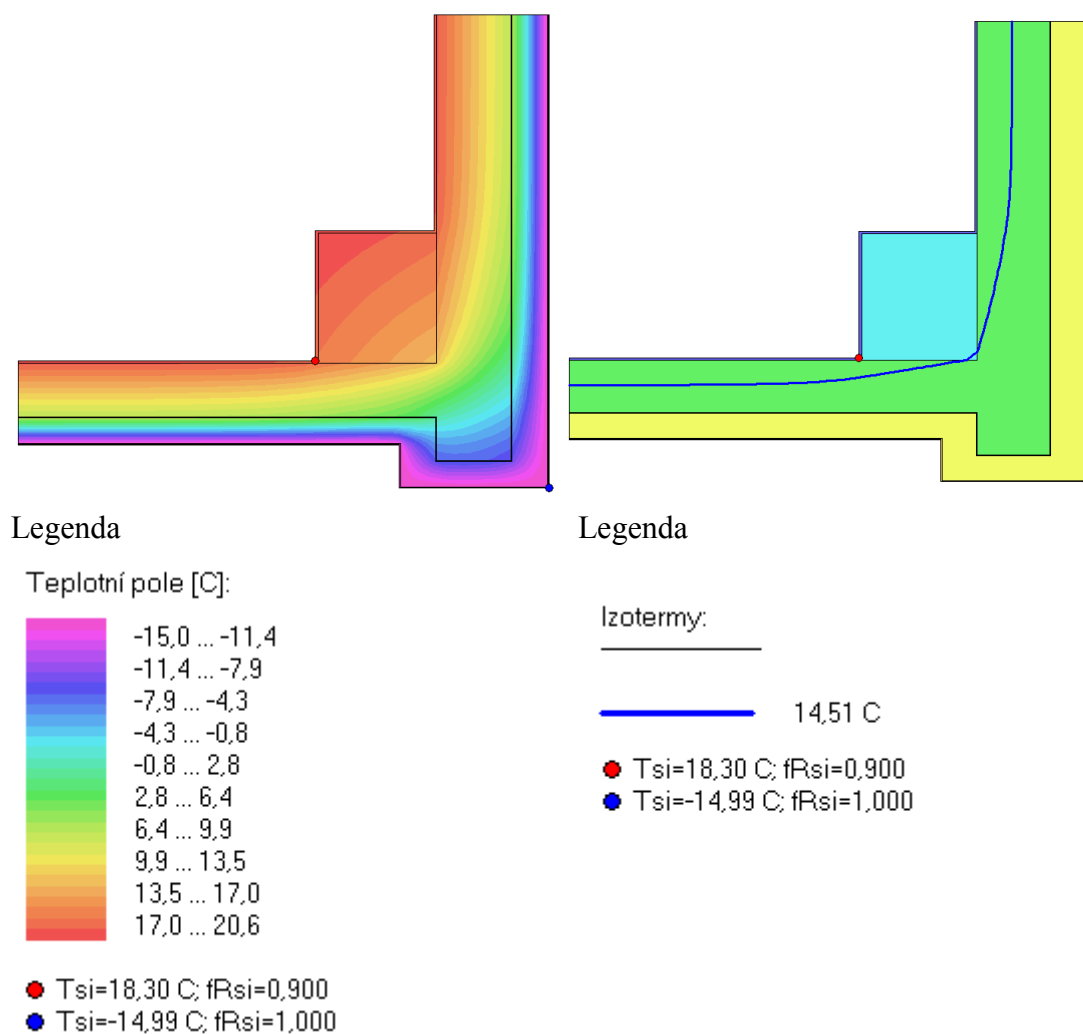 Legenda
Teplotní pole [C]:
-15,0 ... -11,4
-11,4 ... -7,9
-7,9 ... -4,3
-4,3 ... -0,8
-0,8 ... 2,8
2,8 ... 6,4
6,4 ... 9,9
9,9 ... 13,5
13,5 ... 17,0
17,0 ... 20,6
Tsi=18,30 C; fRsi=0,900
Tsi=-14,99 C; fRsi=1,000
Legenda
Izotermy:
14,51 C
Tsi=18,30 C; fRsi=0,900
Tsi=-14,99 C; fRsi=1,000